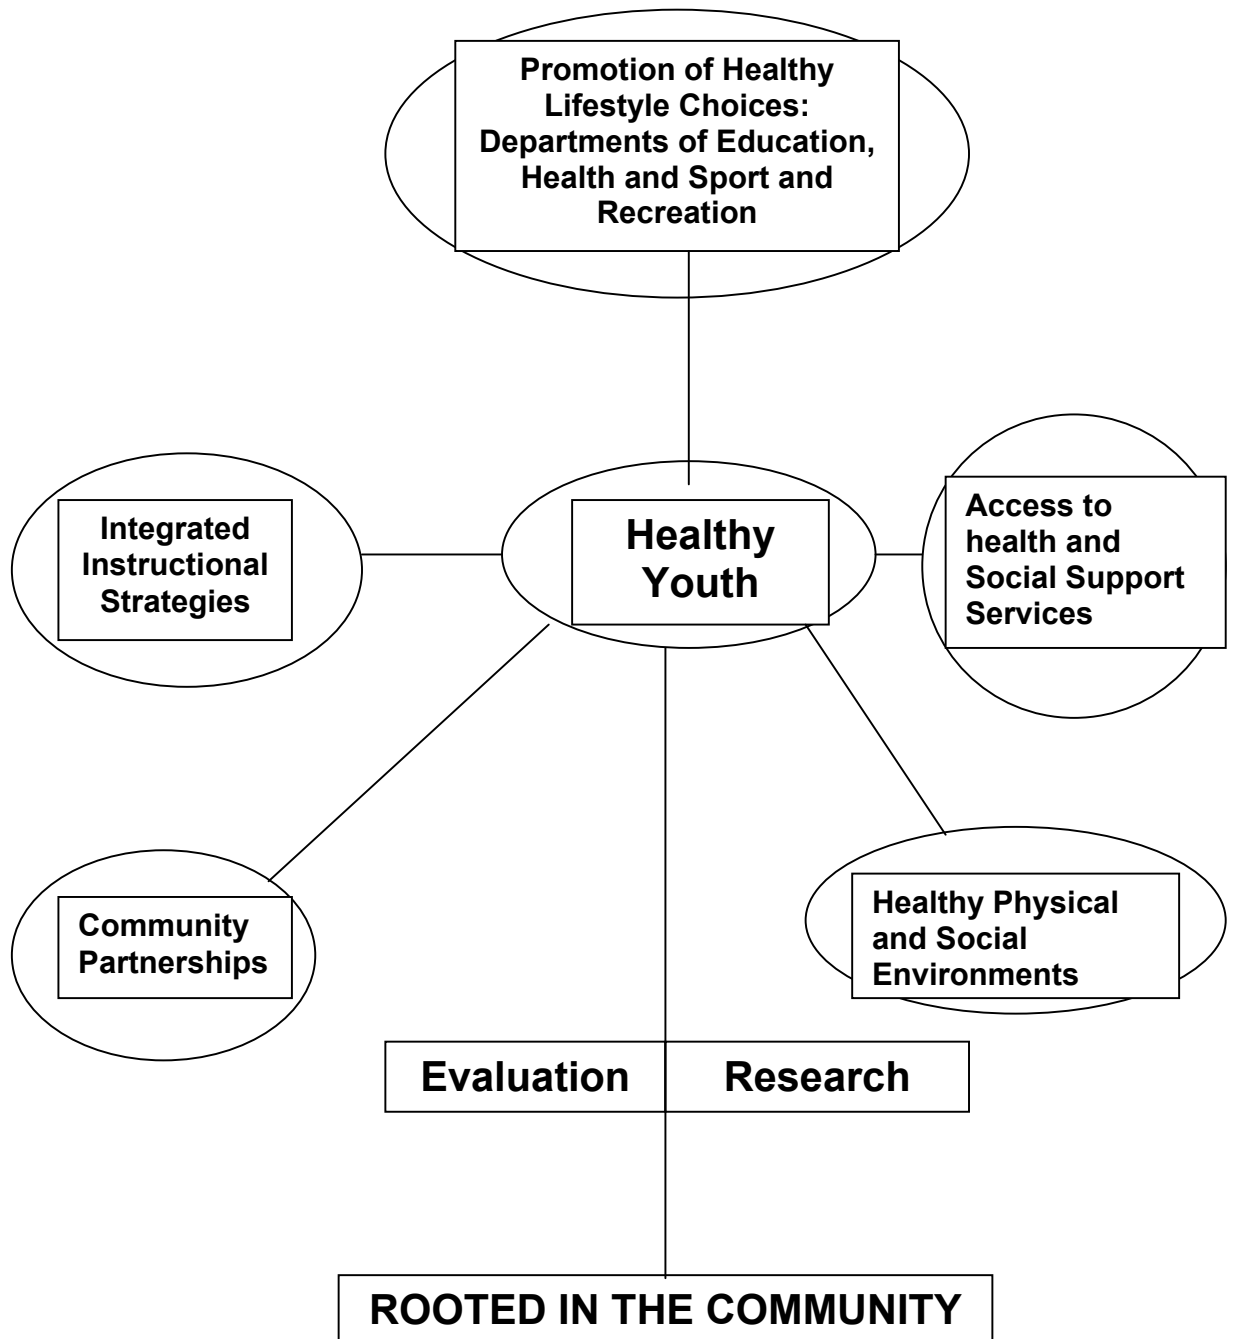 Promotion of Healthy
Lifestyle Choices:
Departments of Education,
Health and Sport and
Recreation
Integrated
Instructional
Strategies
Healthy
Youth
Access to
health and
Social Support
Services
Community
Partnerships
Healthy Physical
and Social
Environments
Evaluation
Research
ROOTED IN THE COMMUNITY